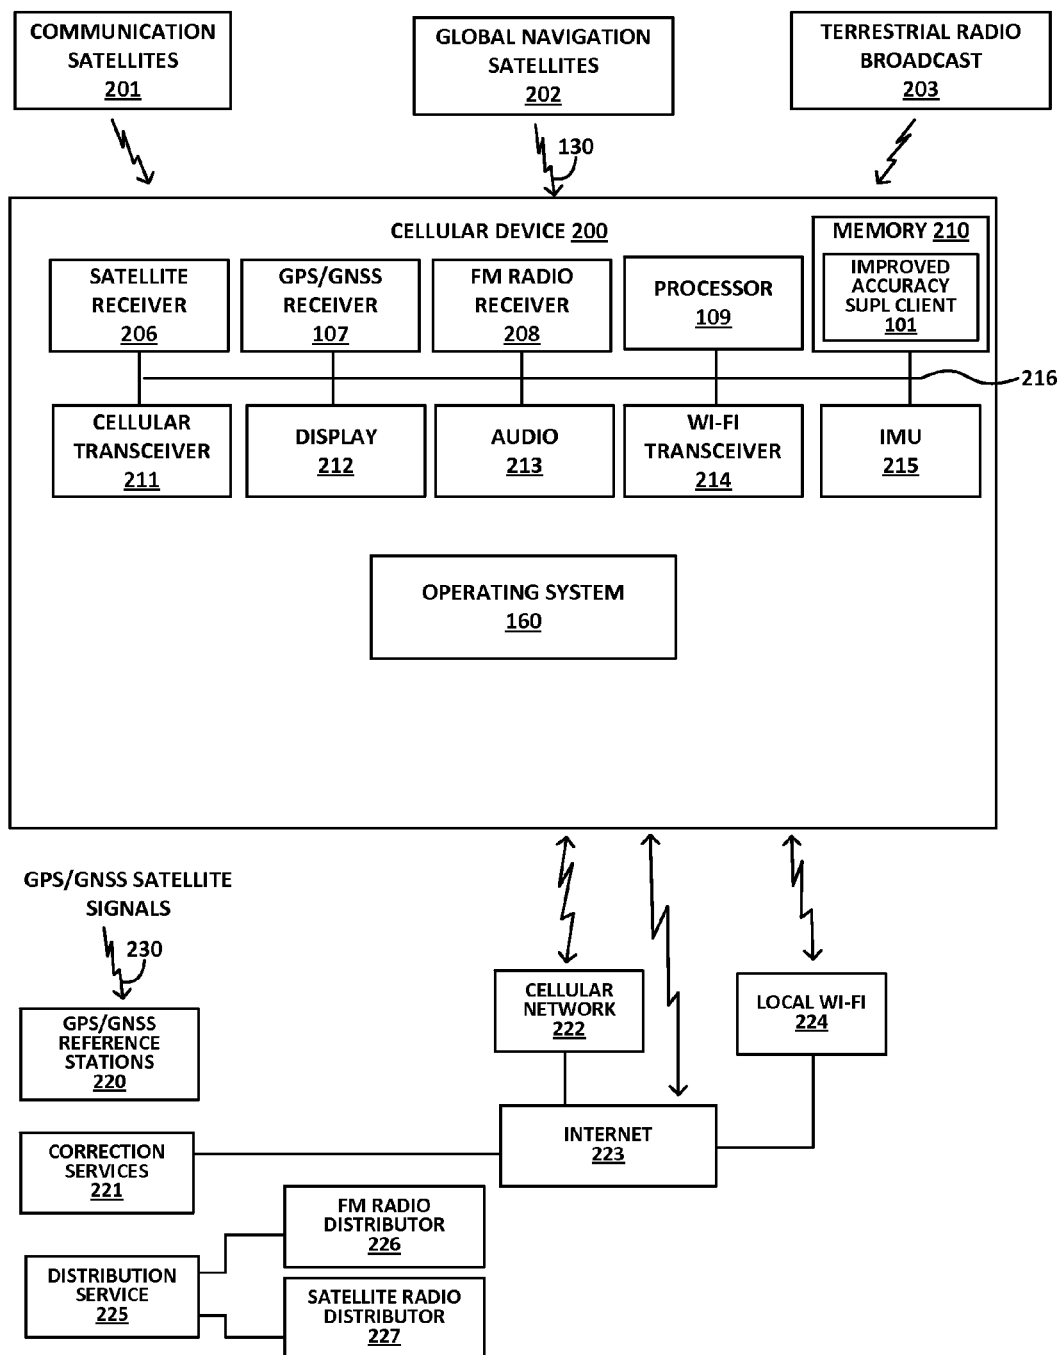 COMMUNICATION
SATELLITES
201
GLOBAL NAVIGATION
SATELLITES
202
TERRESTRIAL RADIO
BROADCAST
203
130
CELLULAR DEVICE 200
SATELLITE
RECEIVER
206
GPS/GNSS
RECEIVER
107
FM RADIO
RECEIVER
208
PROCESSOR
109
MEMORY 210
IMPROVED
ACCURACY
SUPL CLIENT
101
216
CELLULAR
TRANSCEIVER
211
DISPLAY
212
AUDIO
213
WI-FI
TRANSCEIVER
214
IMU
215
OPERATING SYSTEM
160
GPS/GNSS SATELLITE
SIGNALS
230
GPS/GNSS
REFERENCE
STATIONS
220
CELLULAR
NETWORK
222
LOCAL WI-FI
224
INTERNET
223
CORRECTION
SERVICES
221
FM RADIO
DISTRIBUTOR
226
DISTRIBUTION
SERVICE
225
SATELLITE RADIO
DISTRIBUTOR
227